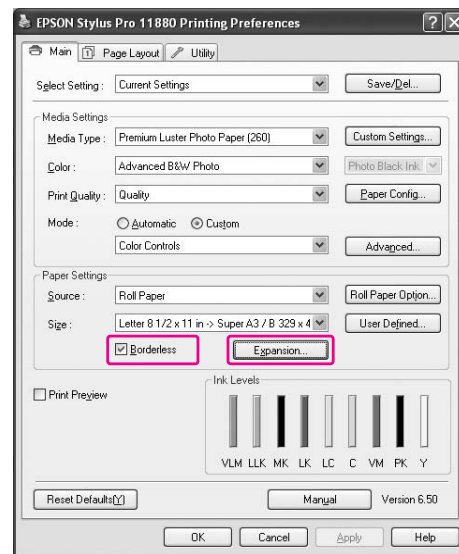 EPSON Stylus Pro 11880 Printing Preferences
Main Page Layout Utility
Select Setting : Current Settings Save/Del...
Media Settings
Media Type : Premium Luster Photo Paper (260) Custom Settings...
Color : Advanced B&W Photo Photo Black Ink
Print Quality : Quality Paper Config...
Mode : Automatic Custom
Color Controls Advanced...
Paper Settings
Source : Roll Paper Roll Paper Option...
Size : Letter 8 1/2 x 11 in -> Super A3 / B 329 x 4 User Defined...
Borderless Expansion...
Print Preview
Ink Levels
VLM LLK MK LK LC C VM PK Y
Reset Defaults(Y) Manual Version 6.50
OK Cancel Apply Help